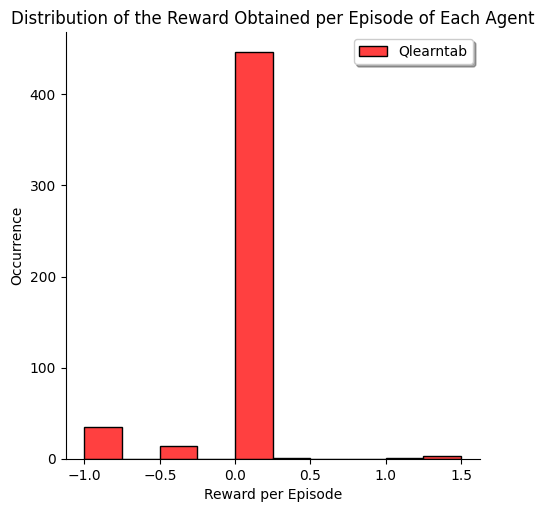 Distribution of the Reward Obtained per Episode of Each Agent
Qlearntab
Occurrence
400
300
200
100
0
−1.0 −0.5 0.0 0.5 1.0 1.5
Reward per Episode